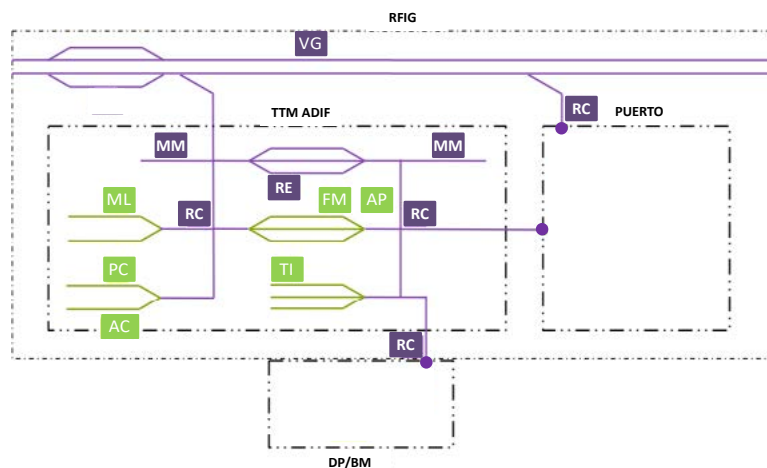 RFIG
VG
RC
TTM ADIF
PUERTO
MM
MM
RE
ML
RC
FM
AP
RC
PC
TI
AC
RC
DP/BM